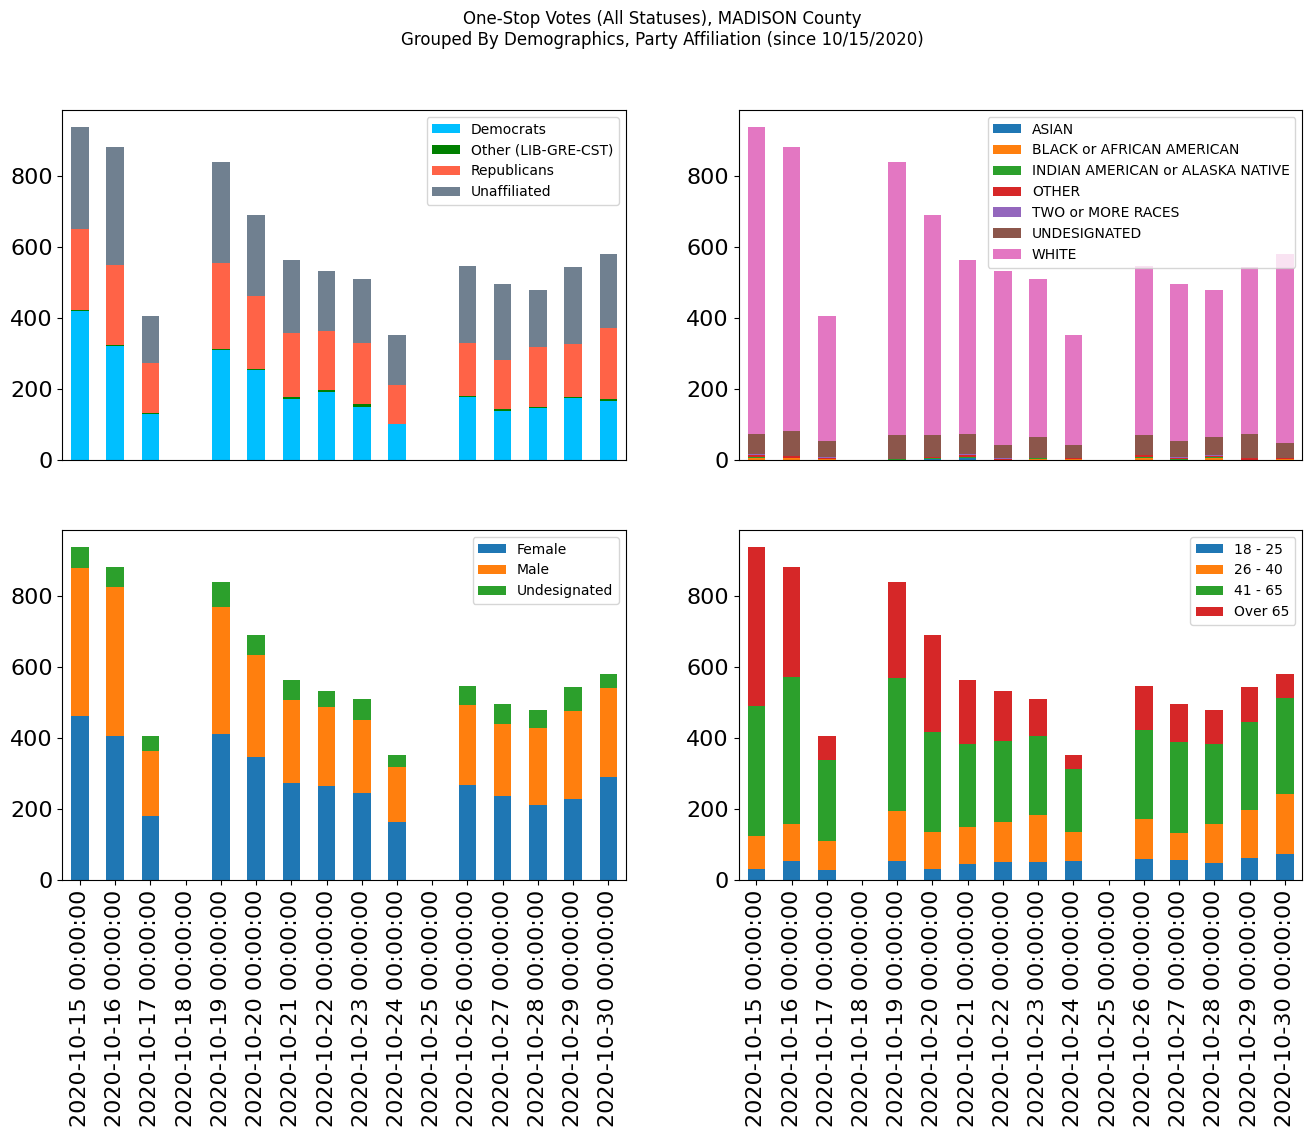 One-Stop Votes (All Statuses), MADISON County
Grouped By Demographics, Party Affiliation (since 10/15/2020)
800
600
400
200
0
Democrats
Other (LIB-GRE-CST)
Republicans
Unaffiliated
800
600
400
200
0
ASIAN
BLACK or AFRICAN AMERICAN
INDIAN AMERICAN or ALASKA NATIVE
OTHER
TWO or MORE RACES
UNDESIGNATED
WHITE
800
600
400
200
0
Female
Male
Undesignated
2020-10-15 00:00:00
2020-10-16 00:00:00
2020-10-17 00:00:00
2020-10-18 00:00:00
2020-10-19 00:00:00
2020-10-20 00:00:00
2020-10-21 00:00:00
2020-10-22 00:00:00
2020-10-23 00:00:00
2020-10-24 00:00:00
2020-10-25 00:00:00
2020-10-26 00:00:00
2020-10-27 00:00:00
2020-10-28 00:00:00
2020-10-29 00:00:00
2020-10-30 00:00:00
800
600
400
200
0
18 - 25
26 - 40
41 - 65
Over 65
2020-10-15 00:00:00
2020-10-16 00:00:00
2020-10-17 00:00:00
2020-10-18 00:00:00
2020-10-19 00:00:00
2020-10-20 00:00:00
2020-10-21 00:00:00
2020-10-22 00:00:00
2020-10-23 00:00:00
2020-10-24 00:00:00
2020-10-25 00:00:00
2020-10-26 00:00:00
2020-10-27 00:00:00
2020-10-28 00:00:00
2020-10-29 00:00:00
2020-10-30 00:00:00